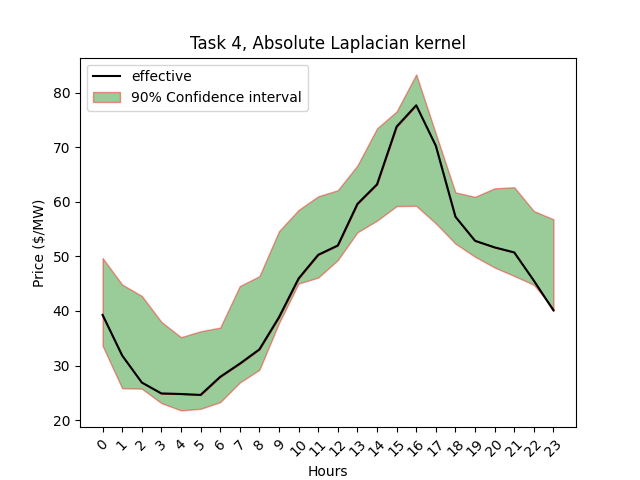 Task 4, Absolute Laplacian kernel
effective
90% Confidence interval
Price ($/MW)
80
70
60
50
40
30
20
0 1 2 3 4 5 6 7 8 9 10 11 12 13 14 15 16 17 18 19 20 21 22 23
Hours